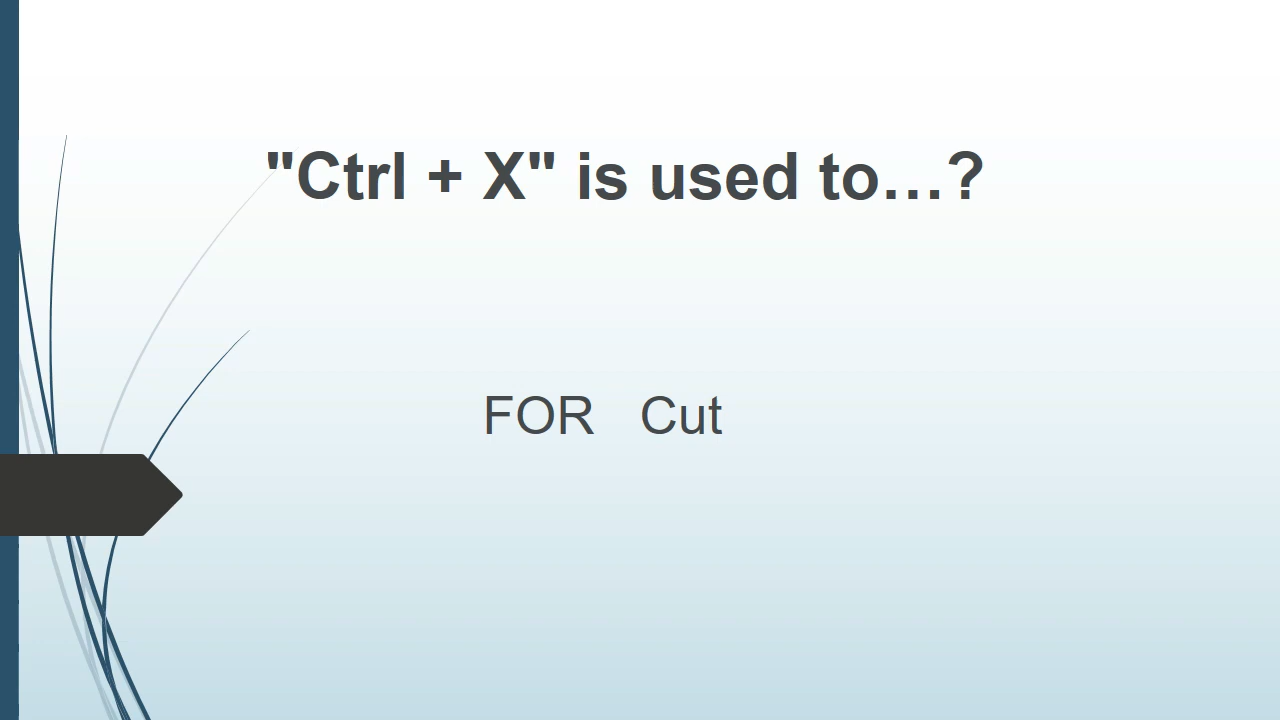 "Ctrl + X" is used to…?
FOR Cut